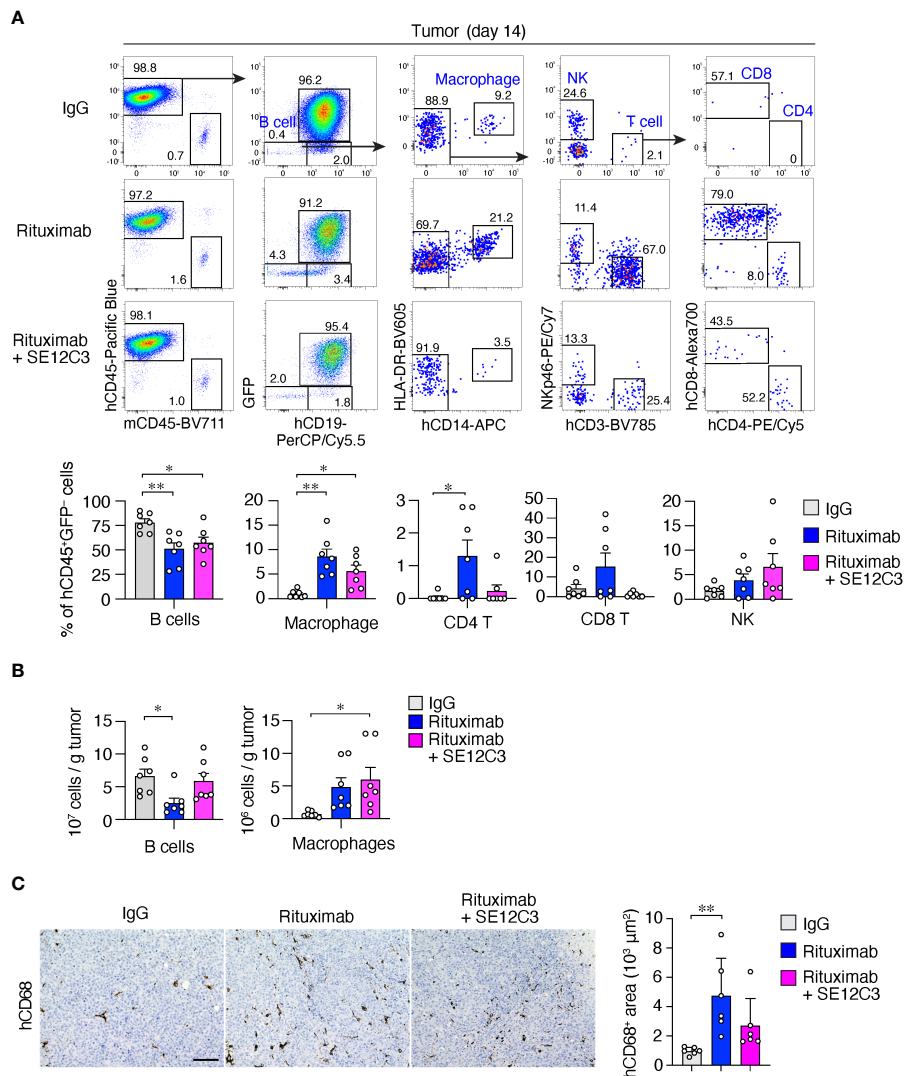 A
Tumor (day 14)
IgG
98.8
0.7
96.2
B cell
0.4
2.0
Macrophage
88.9
9.2
NK
24.6
T cell
2.1
57.1
CD8
CD4
0
Rituximab
97.2
1.6
91.2
4.3
3.4
69.7
21.2
11.4
67.0
79.0
8.0
Rituximab
+ SE12C3
98.1
1.0
95.4
2.0
1.8
91.9
3.5
13.3
25.4
43.5
52.2
hCD45-Pacific Blue
mCD45-BV711
GFP
hCD19-
PerCP/Cy5.5
HLA-DR-BV605
hCD14-APC
NKp46-PE/Cy7
hCD3-BV785
hCD8-Alexa700
hCD4-PE/Cy5
% of hCD45⁺GFP⁻ cells
100
75
50
25
0
*
**
B cells
20
15
10
5
0
*
**
Macrophage
3
2
1
0
*
CD4 T
50
40
30
20
10
0
CD8 T
20
15
10
5
0
NK
IgG
Rituximab
Rituximab
+ SE12C3
B
10⁷ cells / g tumor
15
10
5
0
*
B cells
10⁶ cells / g tumor
15
10
5
0
*
Macrophages
IgG
Rituximab
Rituximab
+ SE12C3
C
IgG
Rituximab
Rituximab
+ SE12C3
hCD68
hCD68⁺ area (10³ µm²)
10
8
6
4
2
0
**
IgG
Rituximab
Rituximab
+ SE12C3